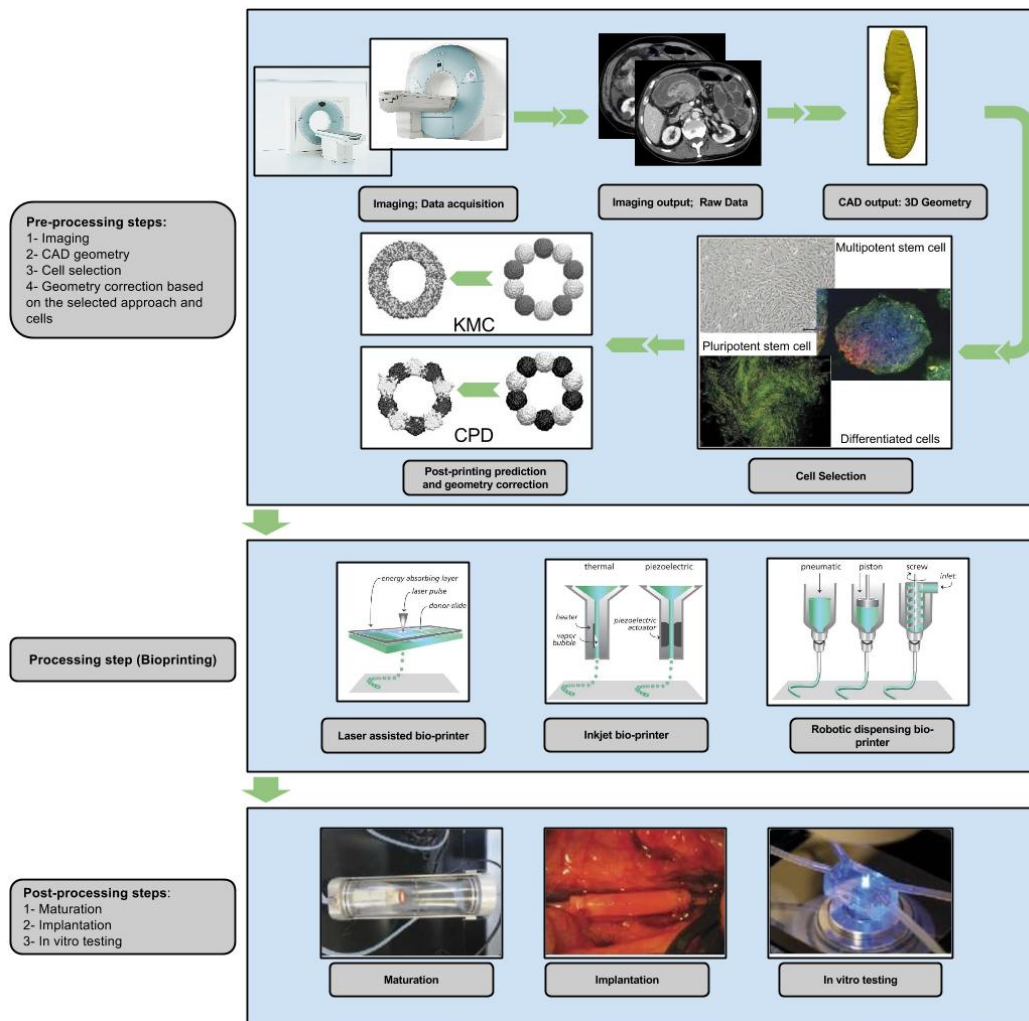 Imaging; Data acquisition
Imaging output; Raw Data
CAD output: 3D Geometry
Pre-processing steps:
1- Imaging
2- CAD geometry
3- Cell selection
4- Geometry correction based
on the selected approach and
cells
KMC
CPD
Post-printing prediction
and geometry correction
Multipotent stem cell
Pluripotent stem cell
Differentiated cells
Cell Selection
Processing step (Bioprinting)
energy absorbing layer
laser pulse
donor slide
Laser assisted bio-printer
thermal
piezoelectric
heater
vapor
bubble
piezoelectric
actuator
Inkjet bio-printer
pneumatic
piston
screw
inlet
Robotic dispensing bio-
printer
Post-processing steps:
1- Maturation
2- Implantation
3- In vitro testing
Maturation
Implantation
In vitro testing